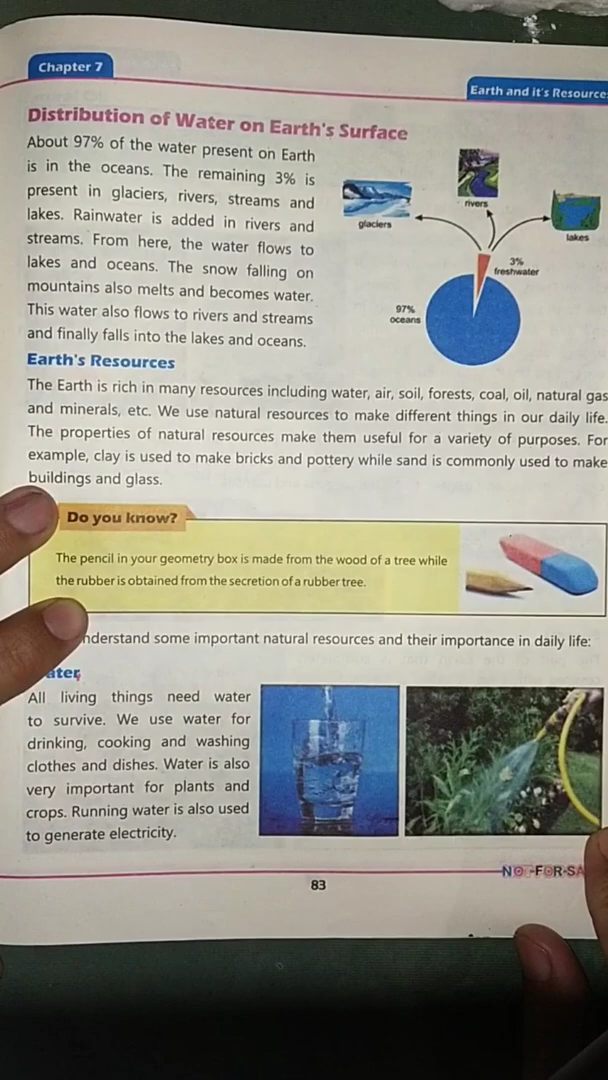 Chapter 7
Earth and it's Resource
Distribution of Water on Earth's Surface
About 97% of the water present on Earth
is in the oceans. The remaining 3% is
present in glaciers, rivers, streams and
lakes. Rainwater is added in rivers and
streams. From here, the water flows to
lakes and oceans. The snow falling on
mountains also melts and becomes water.
This water also flows to rivers and streams
and finally falls into the lakes and oceans.
glaciers
rivers
lakes
3%
freshwater
97%
oceans
Earth's Resources
The Earth is rich in many resources including water, air, soil, forests, coal, oil, natural gas
and minerals, etc. We use natural resources to make different things in our daily life.
The properties of natural resources make them useful for a variety of purposes. For
example, clay is used to make bricks and pottery while sand is commonly used to make
buildings and glass.
Do you know?
The pencil in your geometry box is made from the wood of a tree while
the rubber is obtained from the secretion of a rubber tree.
nderstand some important natural resources and their importance in daily life:
ater
All living things need water
to survive. We use water for
drinking, cooking and washing
clothes and dishes. Water is also
very important for plants and
crops. Running water is also used
to generate electricity.
83
NOT-FOR-SA